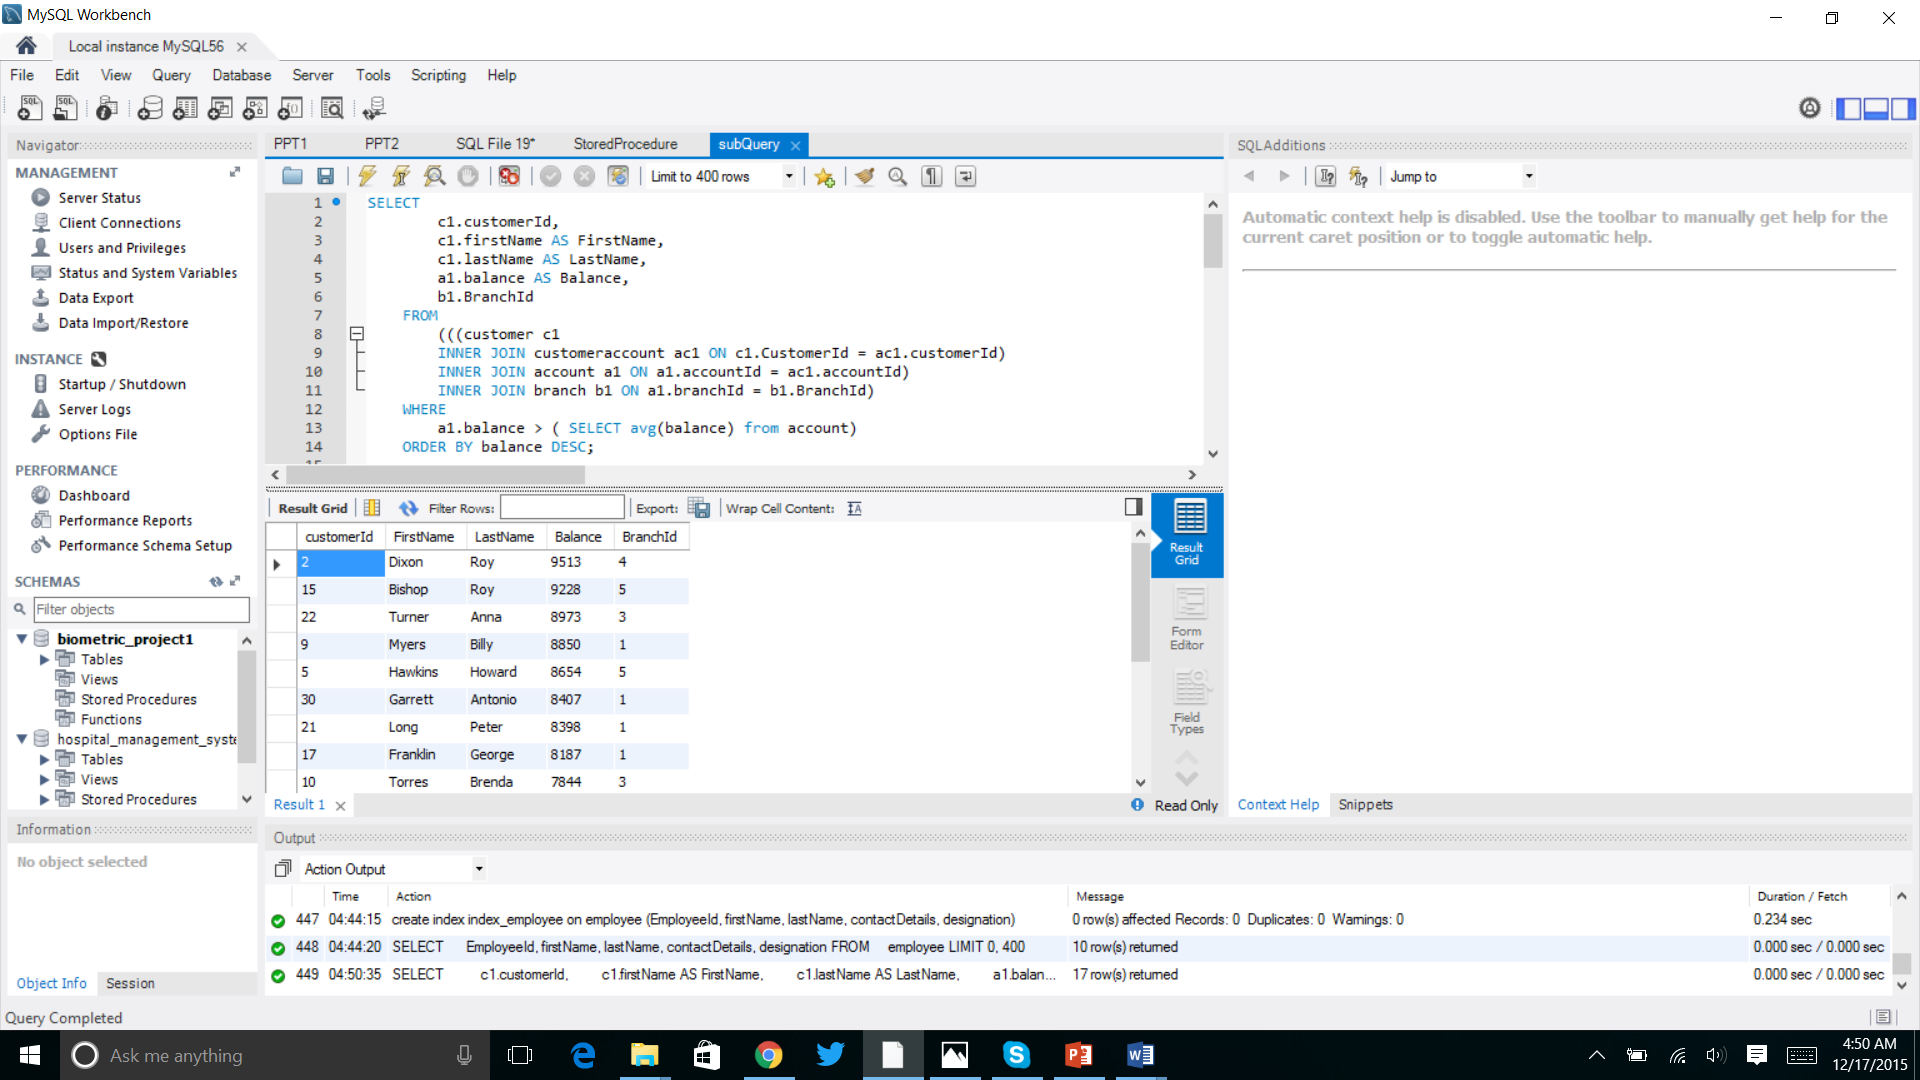 MySQL Workbench
Local instance MySQL56
File Edit View Query Database Server Tools Scripting Help
Navigator
MANAGEMENT
Server Status
Client Connections
Users and Privileges
Status and System Variables
Data Export
Data Import/Restore
INSTANCE
Startup / Shutdown
Server Logs
Options File
PERFORMANCE
Dashboard
Performance Reports
Performance Schema Setup
SCHEMAS
Filter objects
biometric_project1
Tables
Views
Stored Procedures
Functions
hospital_management_syste
Tables
Views
Stored Procedures
Information
No object selected
Object Info Session
PPT1 PPT2 SQL File 19* StoredProcedure subQuery
Limit to 400 rows
1 SELECT
2 c1.customerId,
3 c1.firstName AS FirstName,
4 c1.lastName AS LastName,
5 a1.balance AS Balance,
6 b1.BranchId
7 FROM
8 (((customer c1
9 INNER JOIN customeraccount ac1 ON c1.CustomerId = ac1.customerId)
10 INNER JOIN account a1 ON a1.accountId = ac1.accountId)
11 INNER JOIN branch b1 ON a1.branchId = b1.BranchId)
12 WHERE
13 a1.balance > ( SELECT avg(balance) from account)
14 ORDER BY balance DESC;
Result Grid Filter Rows: Export: Wrap Cell Content:
customerId FirstName LastName Balance BranchId
2 Dixon Roy 9513 4
15 Bishop Roy 9228 5
22 Turner Anna 8973 3
9 Myers Billy 8850 1
5 Hawkins Howard 8654 5
30 Garrett Antonio 8407 1
21 Long Peter 8398 1
17 Franklin George 8187 1
10 Torres Brenda 7844 3
Result Grid
Form Editor
Field Types
Result 1
Read Only
SQLAdditions
Jump to
Automatic context help is disabled. Use the toolbar to manually get help for the
current caret position or to toggle automatic help.
Context Help Snippets
Output
Action Output
Time Action Message Duration / Fetch
447 04:44:15 create index index_employee on employee (EmployeeId, firstName, lastName, contactDetails, designation) 0 row(s) affected Records: 0 Duplicates: 0 Warnings: 0 0.234 sec
448 04:44:20 SELECT EmployeeId, firstName, lastName, contactDetails, designation FROM employee LIMIT 0, 400 10 row(s) returned 0.000 sec / 0.000 sec
449 04:50:35 SELECT c1.customerId, c1.firstName AS FirstName, c1.lastName AS LastName, a1.balan... 17 row(s) returned 0.000 sec / 0.000 sec
Query Completed
Ask me anything
4:50 AM
12/17/2015